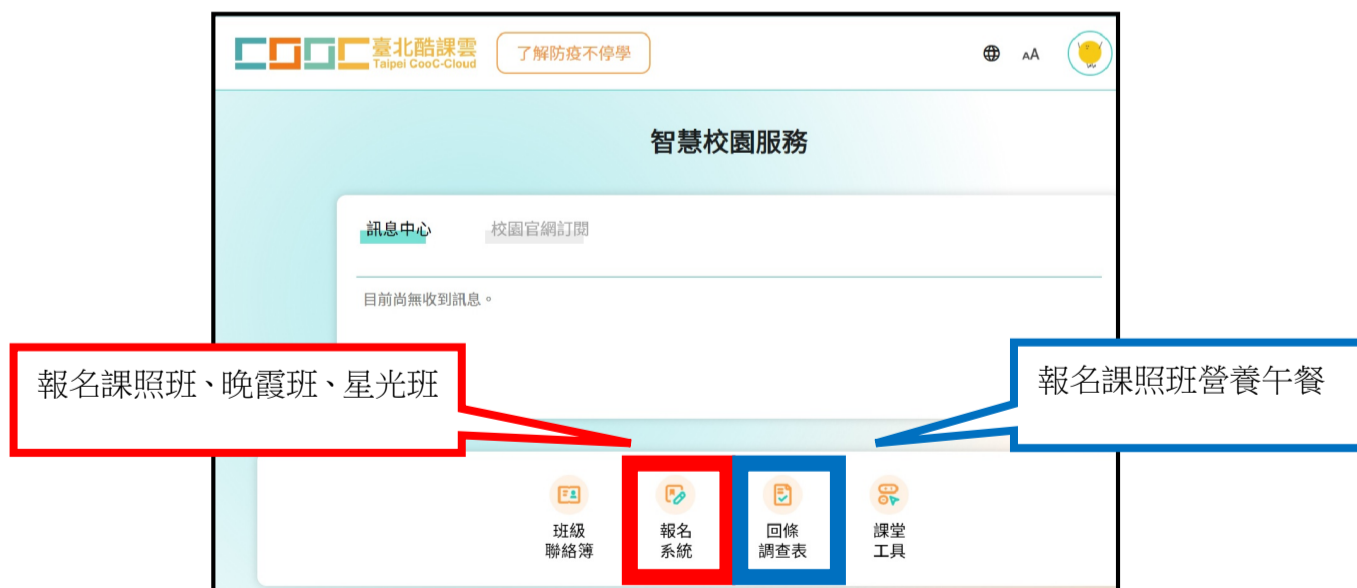 臺北酷課雲
Taipei CooC-Cloud
了解防疫不停學
AA
智慧校園服務
訊息中心
校園官網訂閱
目前尚無收到訊息。
報名課照班、晚霞班、星光班
報名課照班營養午餐
班級
聯絡簿
報名
系統
回條
調查表
課堂
工具